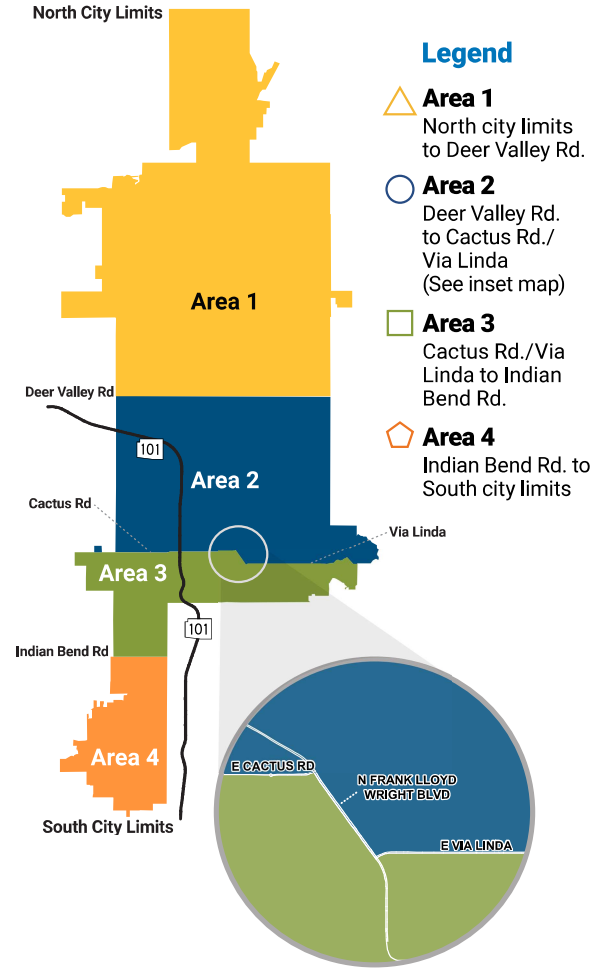 North City Limits
Legend
Area 1
North city limits
to Deer Valley Rd.
Area 2
Deer Valley Rd.
to Cactus Rd./
Via Linda
(See inset map)
Area 3
Cactus Rd./Via
Linda to Indian
Bend Rd.
Area 4
Indian Bend Rd. to
South city limits
Area 1
Deer Valley Rd
101
Area 2
Cactus Rd
Via Linda
Area 3
101
Indian Bend Rd
Area 4
South City Limits
E CACTUS RD
N FRANK LLOYD
WRIGHT BLVD
E VIA LINDA